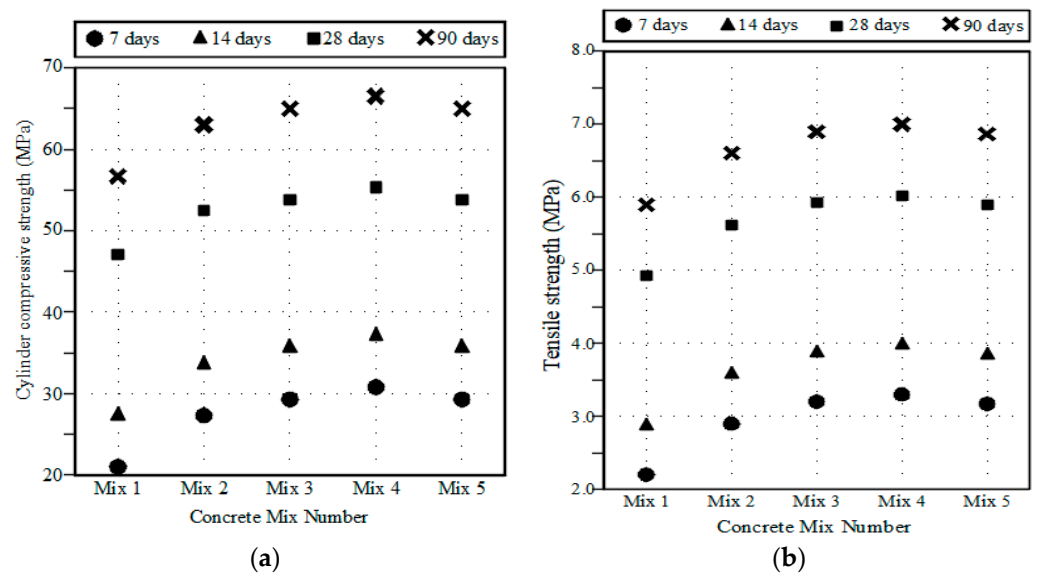 7 days 14 days 28 days 90 days
70
60
50
40
30
20
Cylinder compressive strength (MPa)
Mix 1 Mix 2 Mix 3 Mix 4 Mix 5
Concrete Mix Number
(a)
7 days 14 days 28 days 90 days
8.0
7.0
6.0
5.0
4.0
3.0
2.0
Tensile strength (MPa)
Mix 1 Mix 2 Mix 3 Mix 4 Mix 5
Concrete Mix Number
(b)